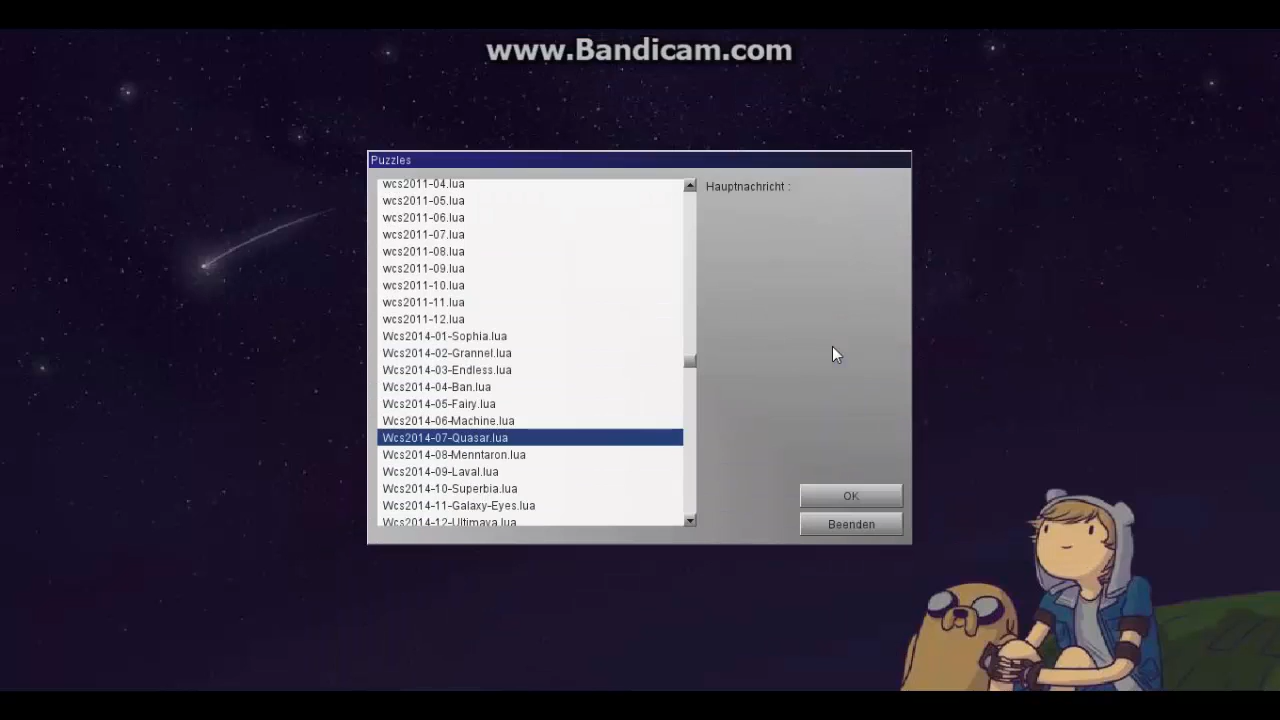 www.Bandicam.com
Puzzles
wcs2011-04.lua
wcs2011-05.lua
wcs2011-06.lua
wcs2011-07.lua
wcs2011-08.lua
wcs2011-09.lua
wcs2011-10.lua
wcs2011-11.lua
wcs2011-12.lua
Wcs2014-01-Sophia.lua
Wcs2014-02-Grannel.lua
Wcs2014-03-Endless.lua
Wcs2014-04-Ban.lua
Wcs2014-05-Fairy.lua
Wcs2014-06-Machine.lua
Wcs2014-07-Quasar.lua
Wcs2014-08-Menntaron.lua
Wcs2014-09-Laval.lua
Wcs2014-10-Superbia.lua
Wcs2014-11-Galaxy-Eyes.lua
Wcs2014-12-Ultimaya.lua
Hauptnachricht :
OK
Beenden